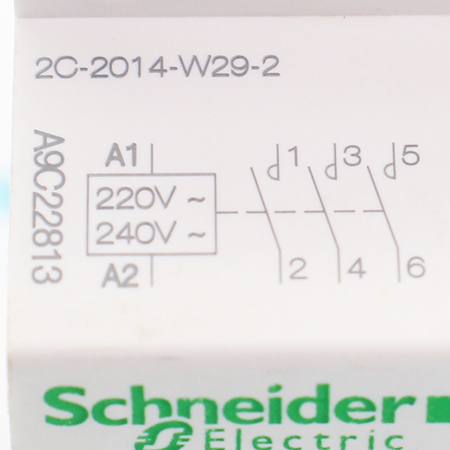 2C-2014-W29-2
A9C22813
A1
220V ~
240V ~
A2
1 3 5
2 4 6
Schneider
Electric